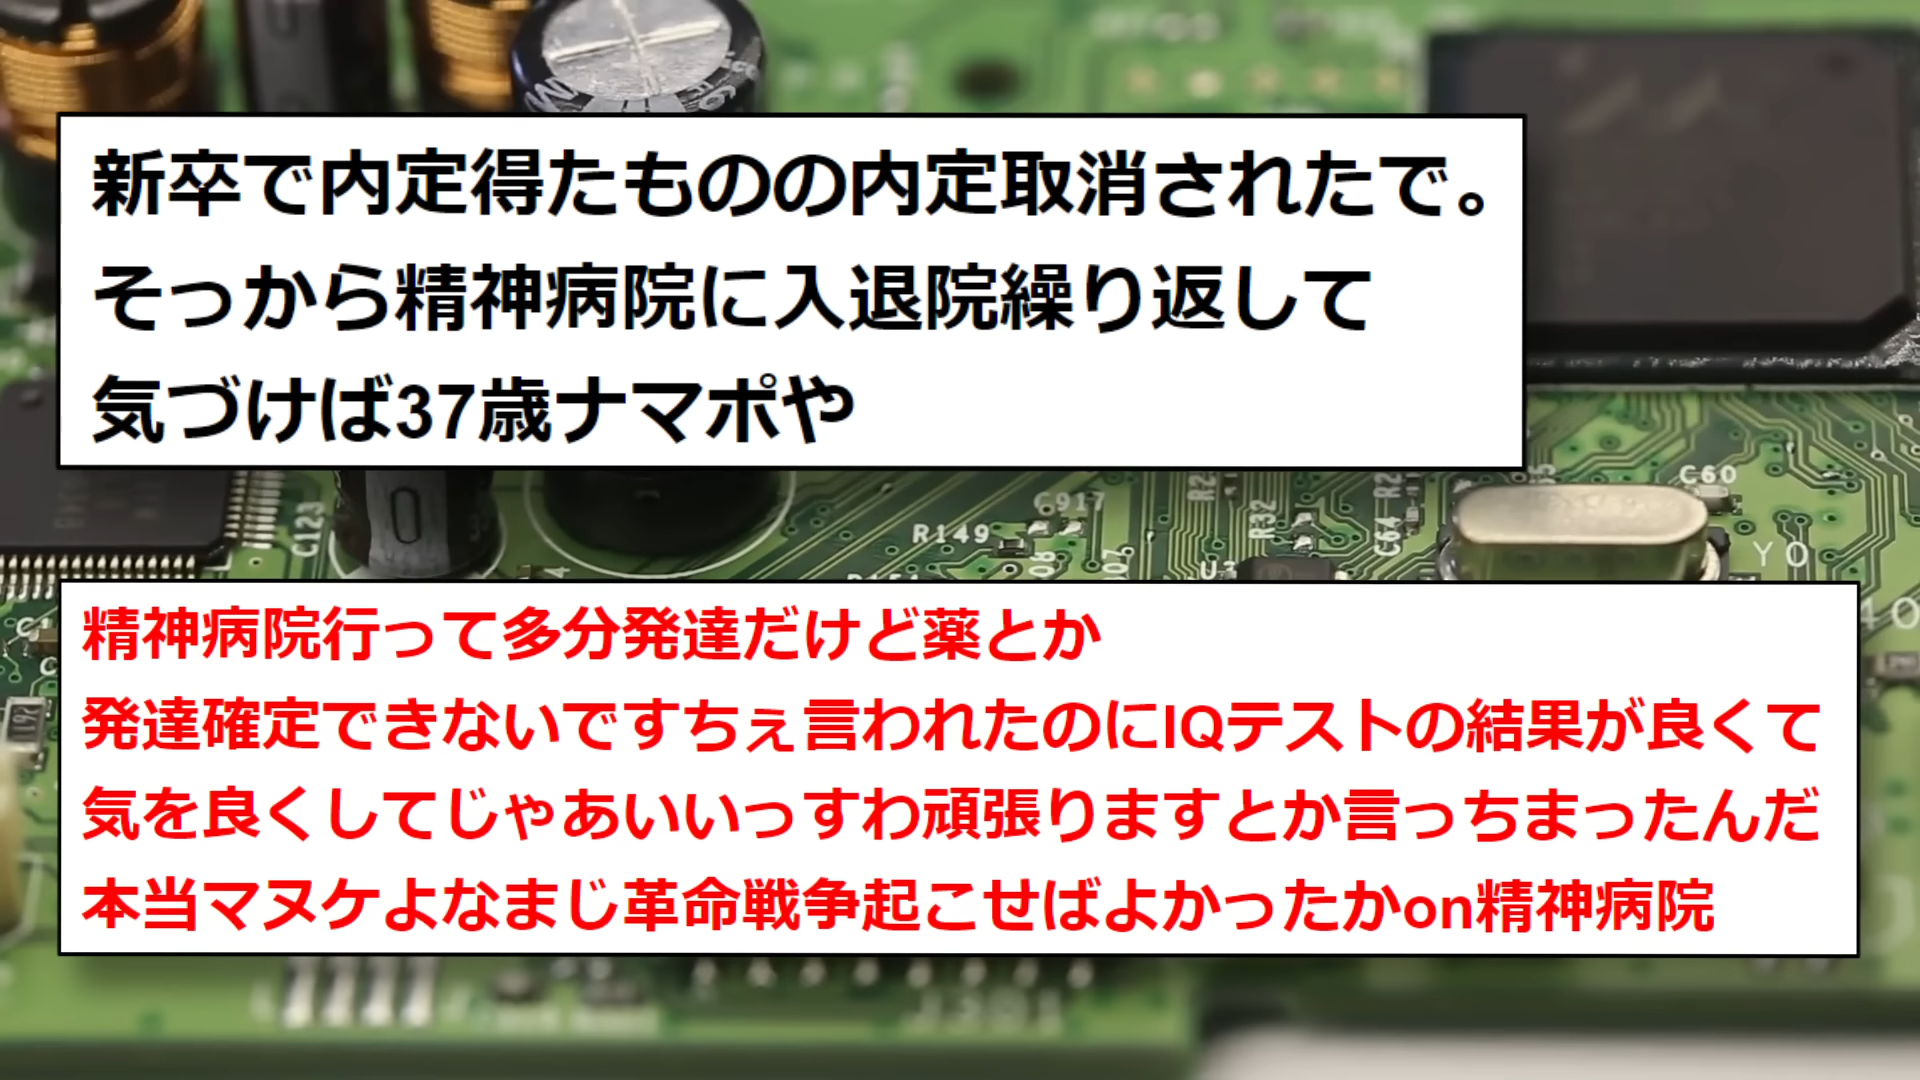 新卒で内定得たものの内定取消されたで。
そっから精神病院に入退院繰り返して
気づけば37歳ナマポや
C917
R149
C123
C60
R32
C64
Y0
精神病院行って多分発達だけど薬とか
発達確定できないですちぇ言われたのにIQテストの結果が良くて
気を良くしてじゃあいいっすわ頑張りますとか言っちまったんだ
本当マヌケよなまじ革命戦争起こせばよかったかon精神病院